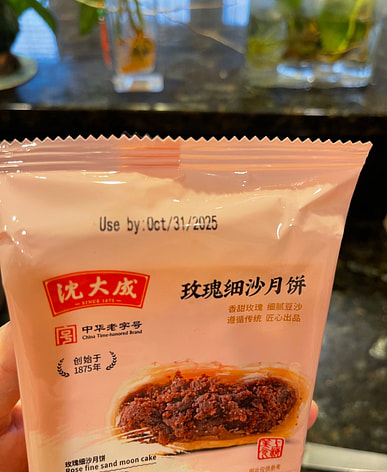 Use by:Oct/31/2025
沈大成
SINCE 1875
玫瑰细沙月饼
香甜玫瑰 细腻豆沙
遵循传统 匠心出品
中华老字号
China Time-honored Brand
创始于
1875年
玫瑰细沙月饼
Rose fine sand moon cake